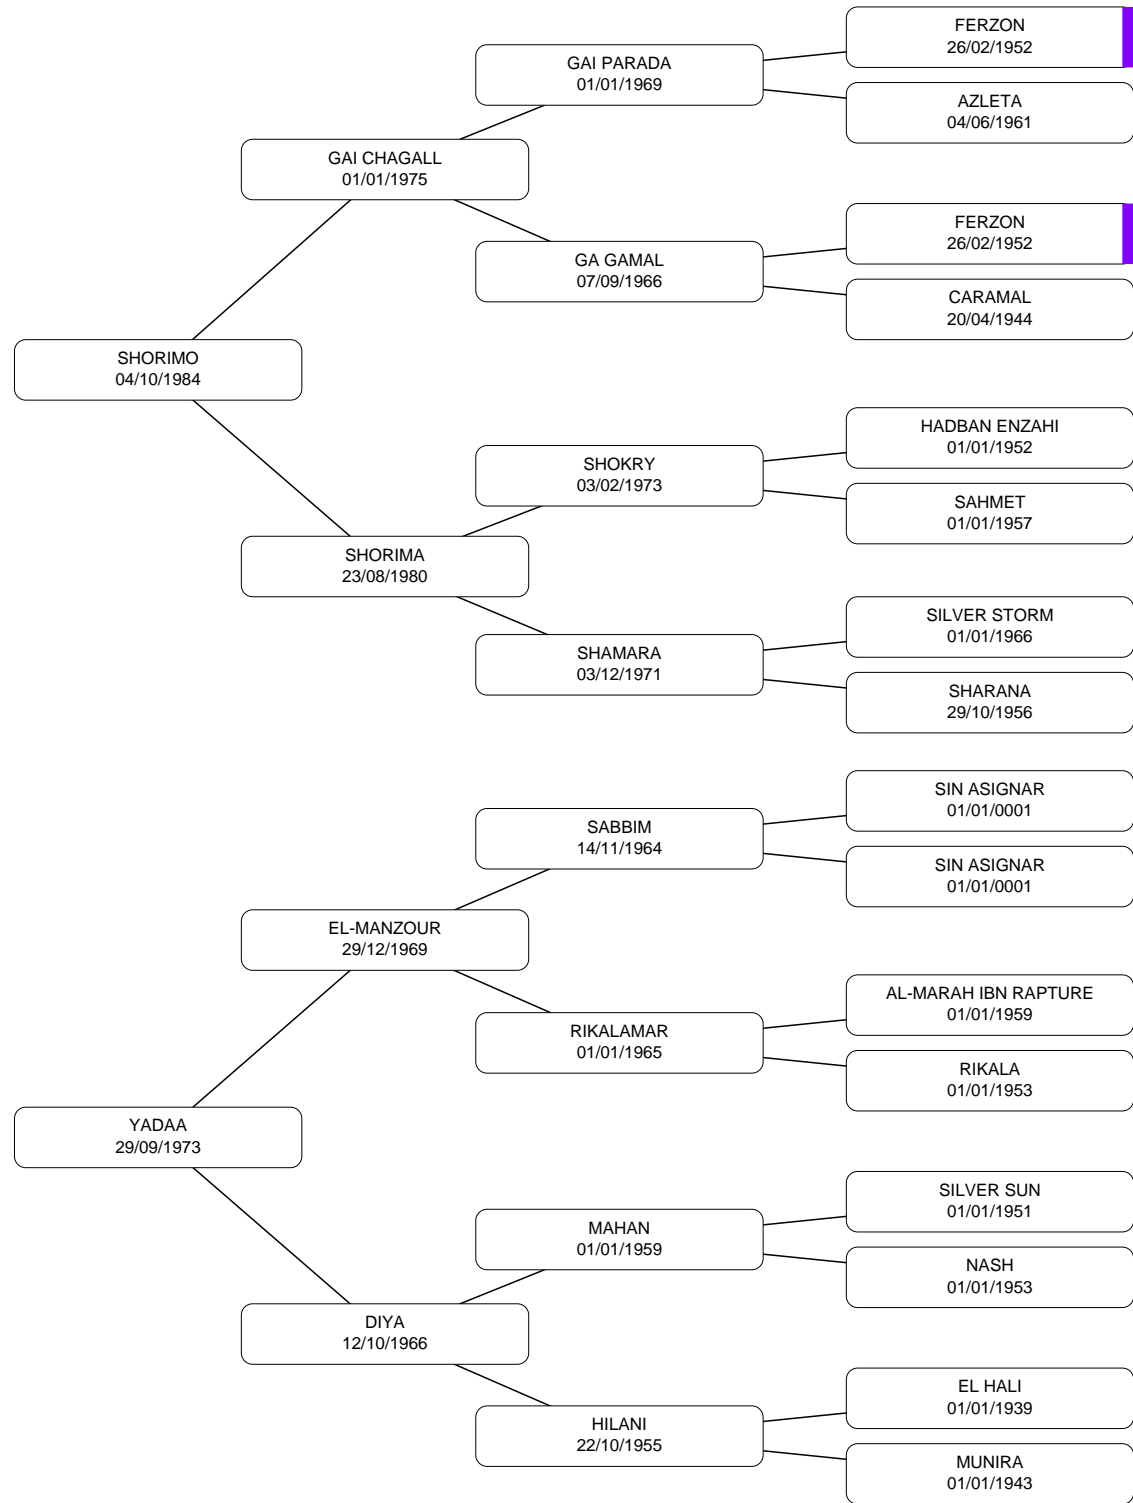 FERZON
26/02/1952
GAI PARADA
01/01/1969
AZLETA
04/06/1961
GAI CHAGALL
01/01/1975
FERZON
26/02/1952
GA GAMAL
07/09/1966
CARAMAL
20/04/1944
SHORIMO
04/10/1984
HADBAN ENZAHI
01/01/1952
SHOKRY
03/02/1973
SAHMET
01/01/1957
SHORIMA
23/08/1980
SILVER STORM
01/01/1966
SHAMARA
03/12/1971
SHARANA
29/10/1956
SIN ASIGNAR
01/01/0001
SABBIM
14/11/1964
SIN ASIGNAR
01/01/0001
EL-MANZOUR
29/12/1969
AL-MARAH IBN RAPTURE
01/01/1959
RIKALAMAR
01/01/1965
RIKALA
01/01/1953
YADAA
29/09/1973
SILVER SUN
01/01/1951
MAHAN
01/01/1959
NASH
01/01/1953
DIYA
12/10/1966
EL HALI
01/01/1939
HILANI
22/10/1955
MUNIRA
01/01/1943